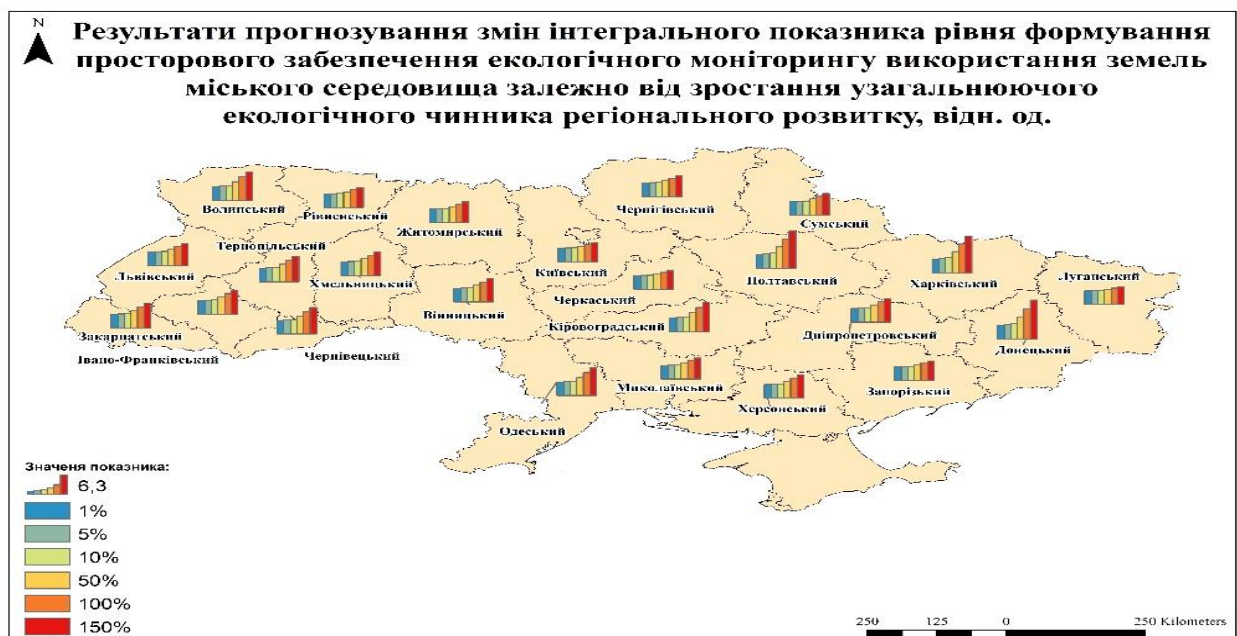 N
Результати прогнозування змін інтегрального показника рівня формування
просторового забезпечення екологічного моніторингу використання земель
міського середовища залежно від зростання узагальнюючого
екологічного чинника регіонального розвитку, відн. од.
Волинський
Рівненський
Житомирський
Чернігівський
Сумський
Тернопільський
Львівський
Хмельницький
Київський
Полтавський
Харківський
Луганський
Черкаський
Вінницький
Кіровоградський
Дніпропетровський
Донецький
Закарпатський
Івано-Франківський
Чернівецький
Миколаївський
Запорізький
Херсонський
Одеський
Значеня показника:
6,3
1%
5%
10%
50%
100%
150%
250 125 0 250 Kilometers